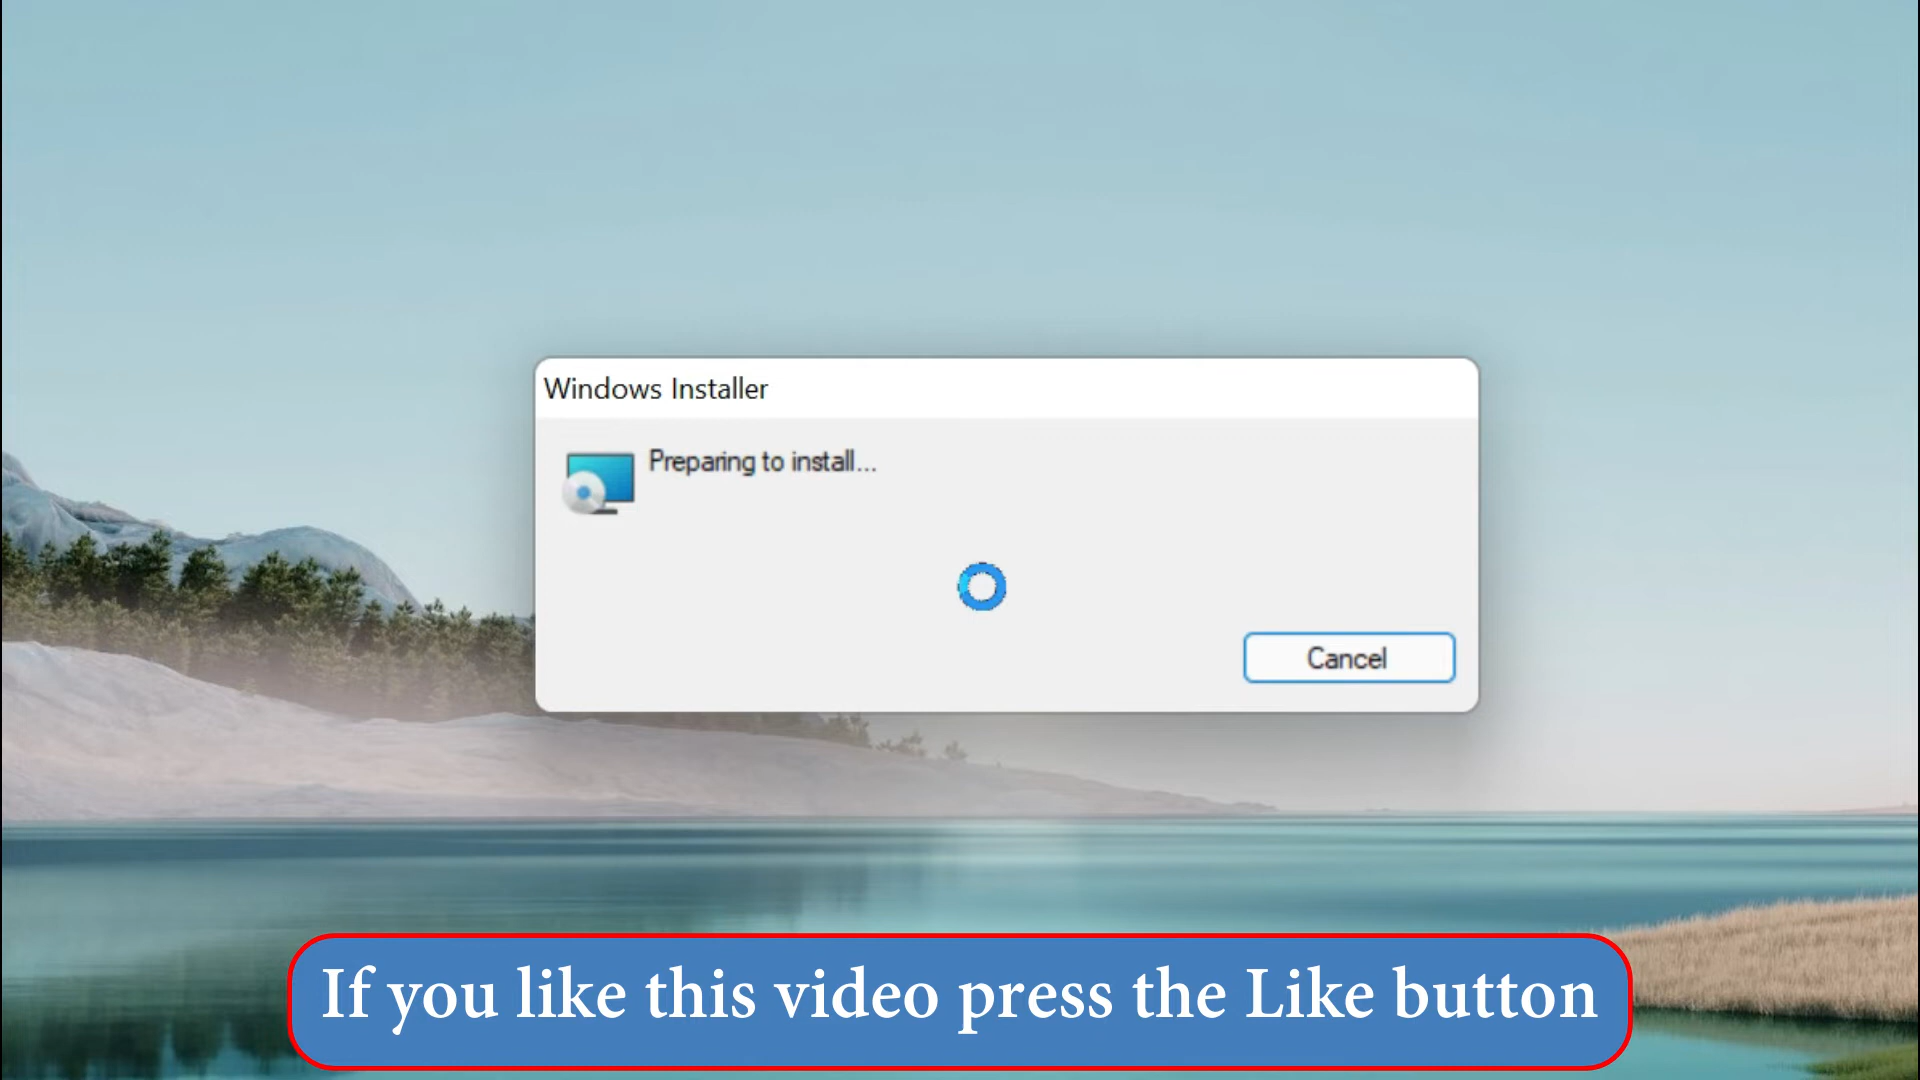 Windows Installer
Preparing to install...
Cancel
If you like this video press the Like button